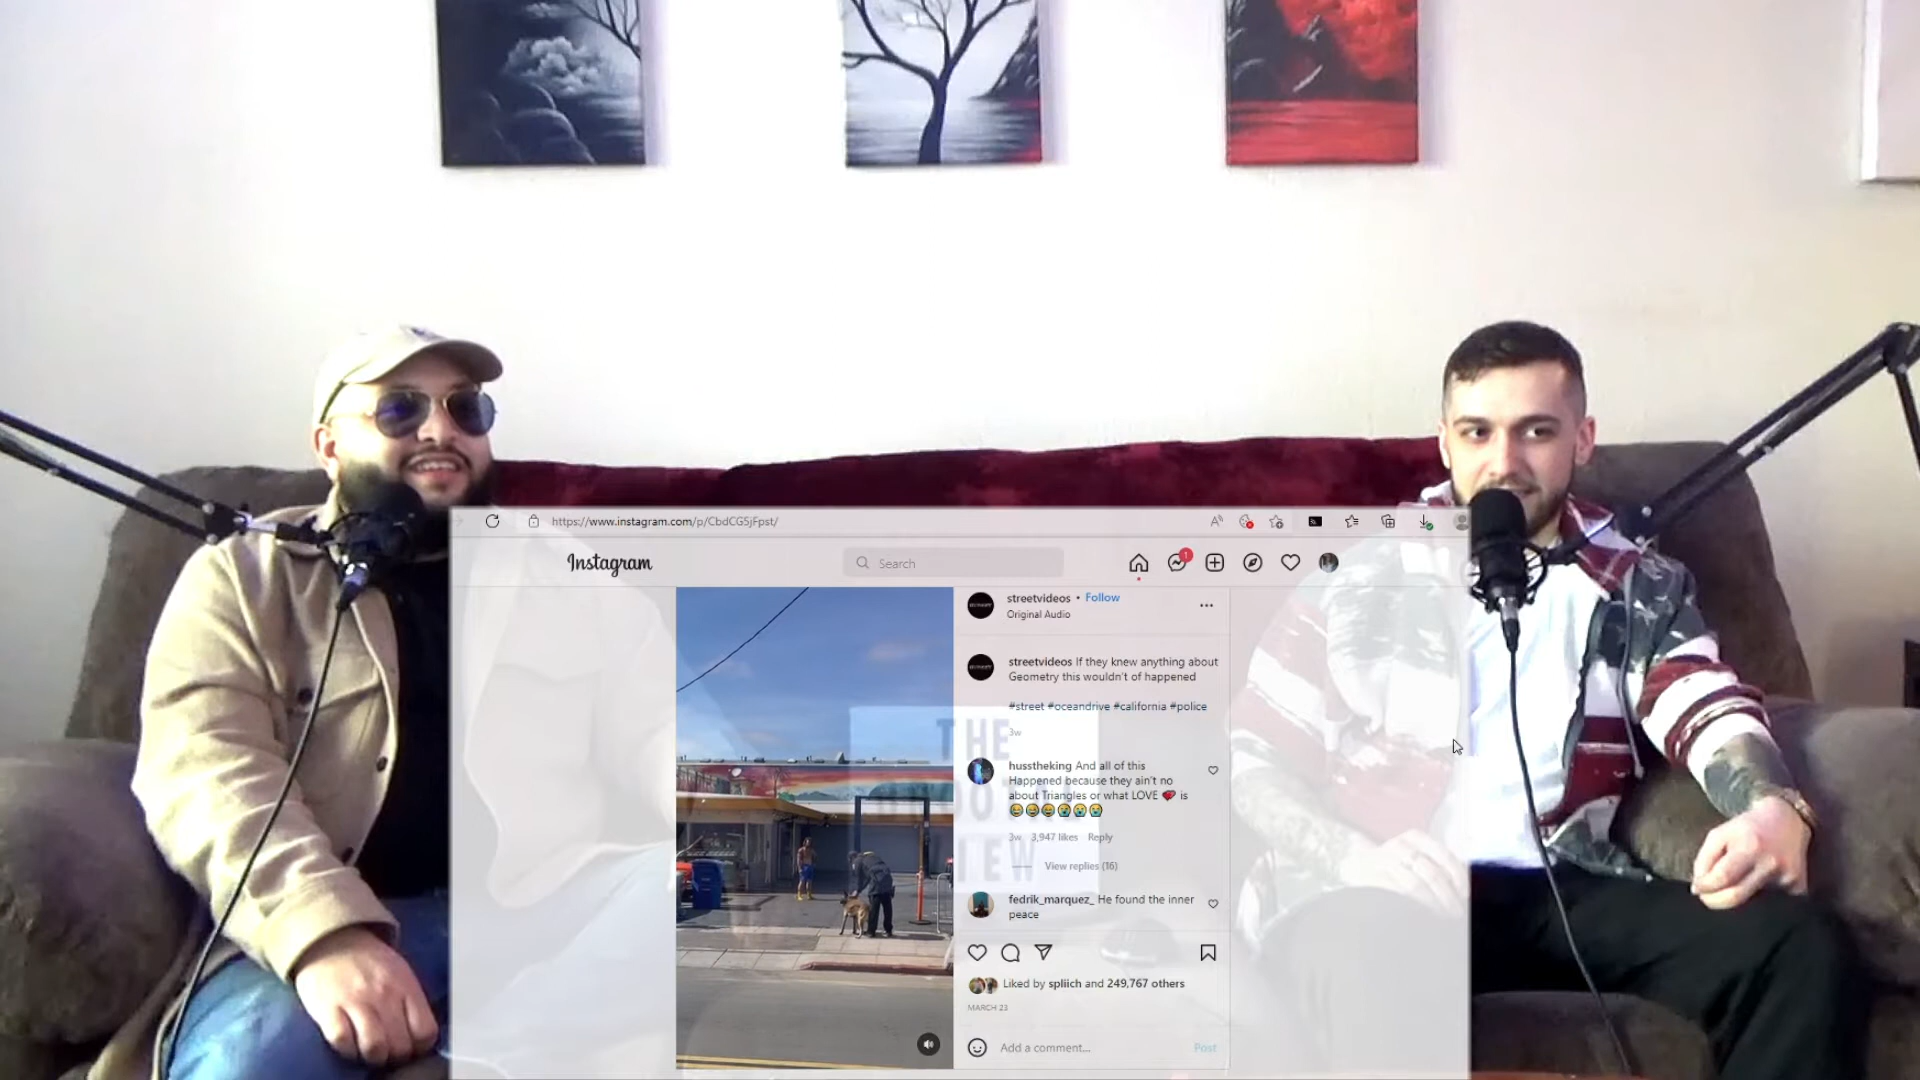 https://www.instagram.com/p/CbdCGSjFpst/
Instagram
Search
1
streetvideos • Follow
Original Audio
streetvideos If they knew anything about
Geometry this wouldn't of happened
#street #oceandrive #california #police
3w
husstheking And all of this
Happened because they ain't no
about Triangles or what LOVE 💘 is
😂😂😂😭😭😭
3w 3,947 likes Reply
View replies (16)
fedrik_marquez_ He found the inner
peace
Liked by spliich and 249,767 others
MARCH 23
Add a comment... Post
THE